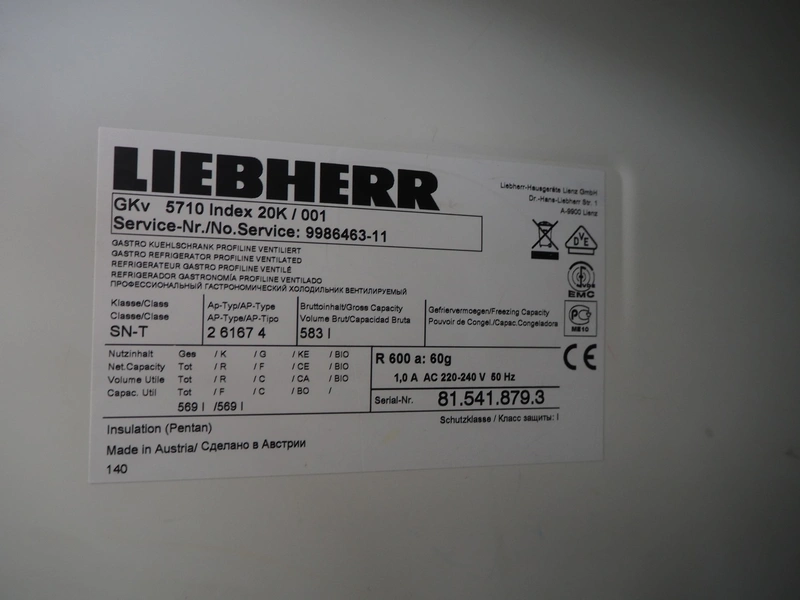 LIEBHERR
Liebherr-Hausgeräte Lienz GmbH
Dr.-Hans-Liebherr Str. 1
A-9900 Lienz
GKv 5710 Index 20K / 001
Service-Nr./No.Service: 9986463-11
GASTRO KUEHLSCHRANK PROFILINE VENTILIERT
GASTRO REFRIGERATOR PROFILINE VENTILATED
REFRIGERATEUR GASTRO PROFILINE VENTILÉ
REFRIGERADOR GASTRONOMÍA PROFILINE VENTILADO
ПРОФЕССИОНАЛЬНЫЙ ГАСТРОНОМИЧЕСКИЙ ХОЛОДИЛЬНИК ВЕНТИЛИРУЕМЫЙ
DVE
EMC
PC
ME10
CE
Klasse/Class
Classe/Clase
SN-T
Ap-Typ/AP-Type
AP-Type/AP-Tipo
2 6167 4
Bruttoinhalt/Gross Capacity
Volume Brut/Capacidad Bruta
583 l
Gefriervermoegen/Freezing Capacity
Pouvoir de Congel./Capac.Congeladora
Nutzinhalt Ges / K / G / KE / BIO
Net.Capacity Tot / R / F / CE / BIO
Volume Utile Tot / R / C / CA / BIO
Capac. Util Tot / F / C / BO /
569 l /569 l
R 600 a: 60g
1,0 A AC 220-240 V 50 Hz
Serial-Nr. 81.541.879.3
Schutzklasse / Класс защиты: I
Insulation (Pentan)
Made in Austria/ Сделано в Австрии
140